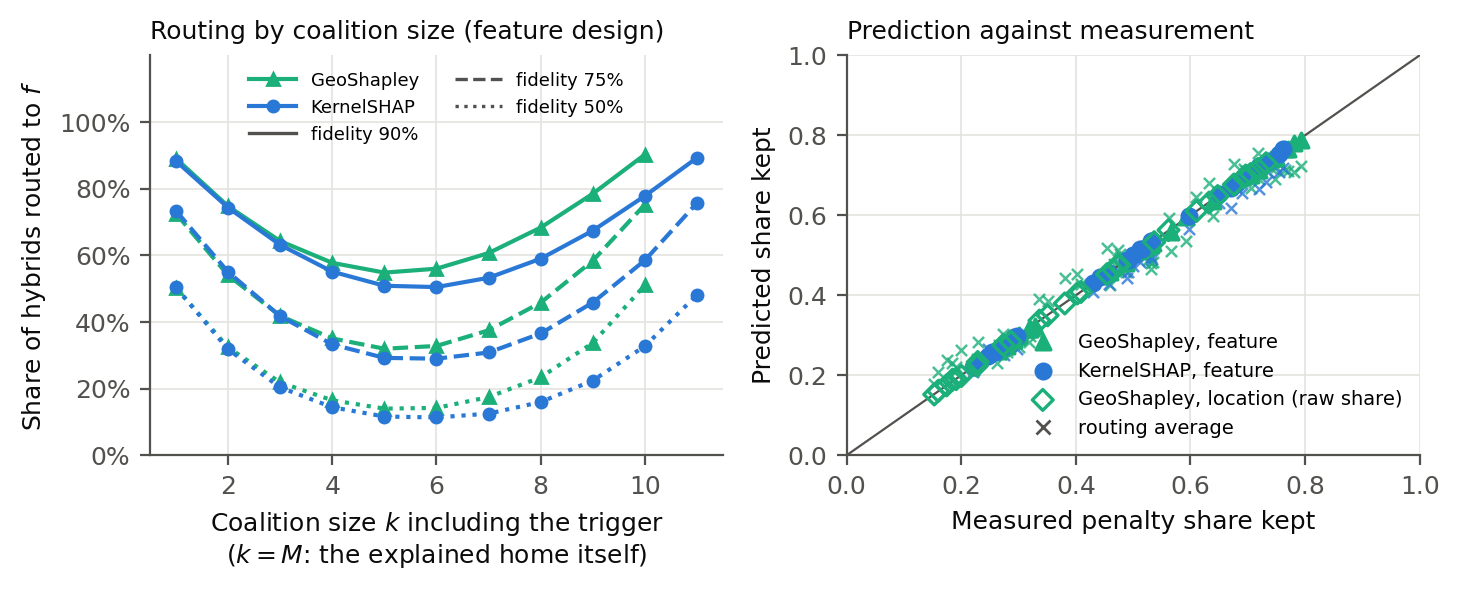 Routing by coalition size (feature design)
Share of hybrids routed to f
100%
80%
60%
40%
20%
0%
GeoShapley
KernelSHAP
fidelity 90%
fidelity 75%
fidelity 50%
2
4
6
8
10
Coalition size k including the trigger
(k = M: the explained home itself)
Prediction against measurement
Predicted share kept
1.0
0.8
0.6
0.4
0.2
0.0
GeoShapley, feature
KernelSHAP, feature
GeoShapley, location (raw share)
routing average
0.0
0.2
0.4
0.6
0.8
1.0
Measured penalty share kept